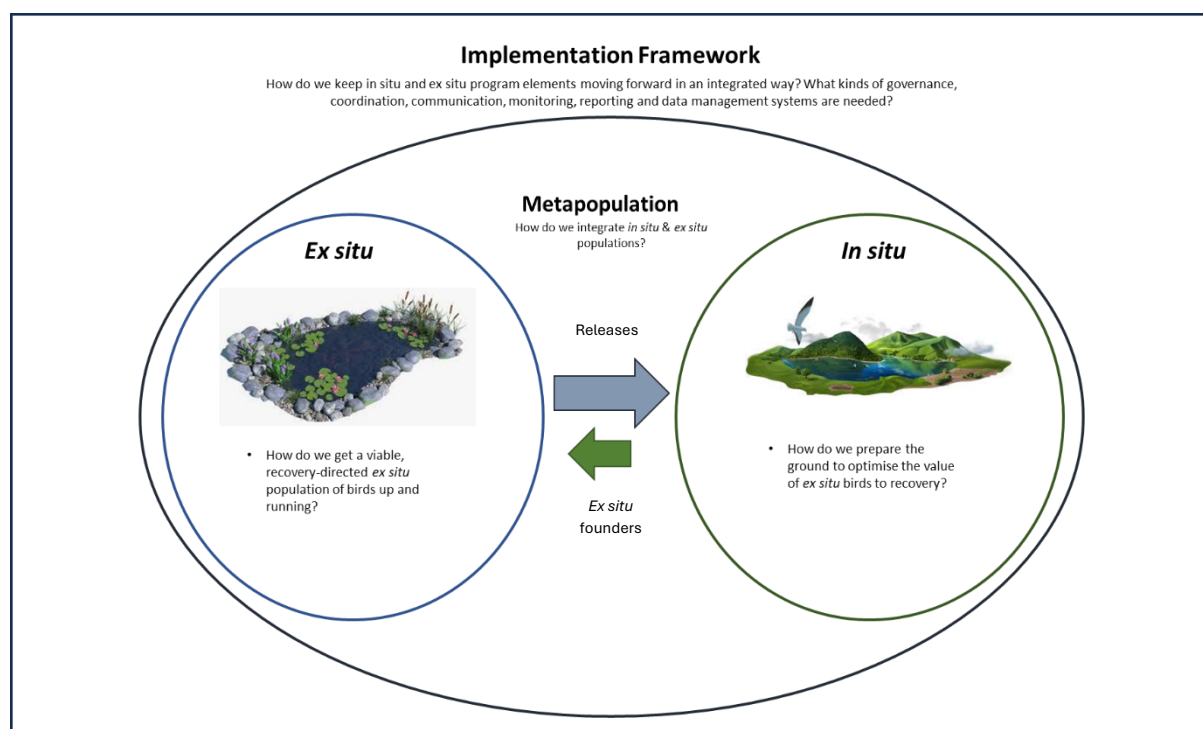 Implementation Framework
How do we keep in situ and ex situ program elements moving forward in an integrated way? What kinds of governance,
coordination, communication, monitoring, reporting and data management systems are needed?
Metapopulation
How do we integrate in situ & ex situ
populations?
Ex situ
• How do we get a viable,
recovery-directed ex situ
population of birds up and
running?
Releases
Ex situ
founders
In situ
• How do we prepare the
ground to optimise the value
of ex situ birds to recovery?